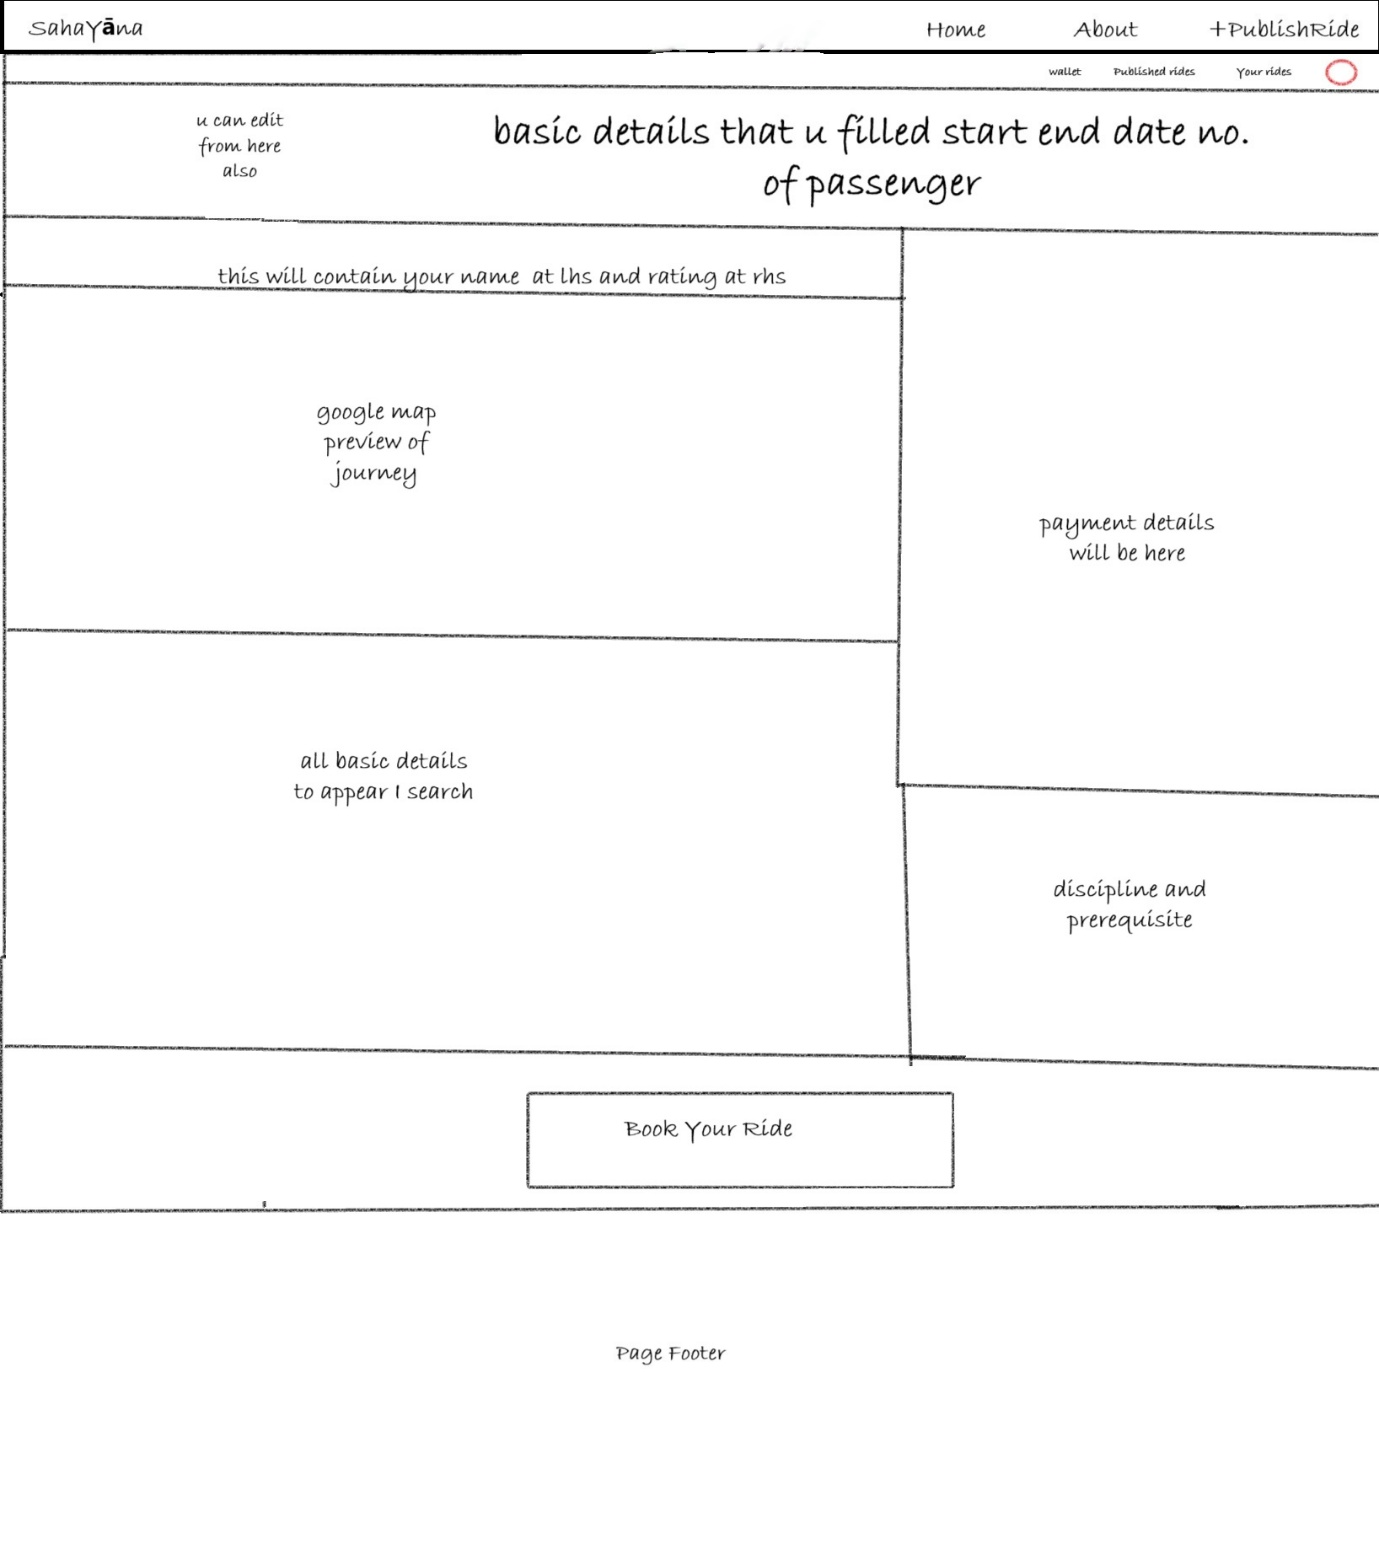 SahaYāna
Home
About
+PublishRide
wallet
Published rides
Your rides
u can edit
from here
also
basic details that u filled start end date no.
of passenger
this will contain your name at lhs and rating at rhs
google map
preview of
journey
payment details
will be here
all basic details
to appear I search
discipline and
prerequisite
Book Your Ride
Page Footer